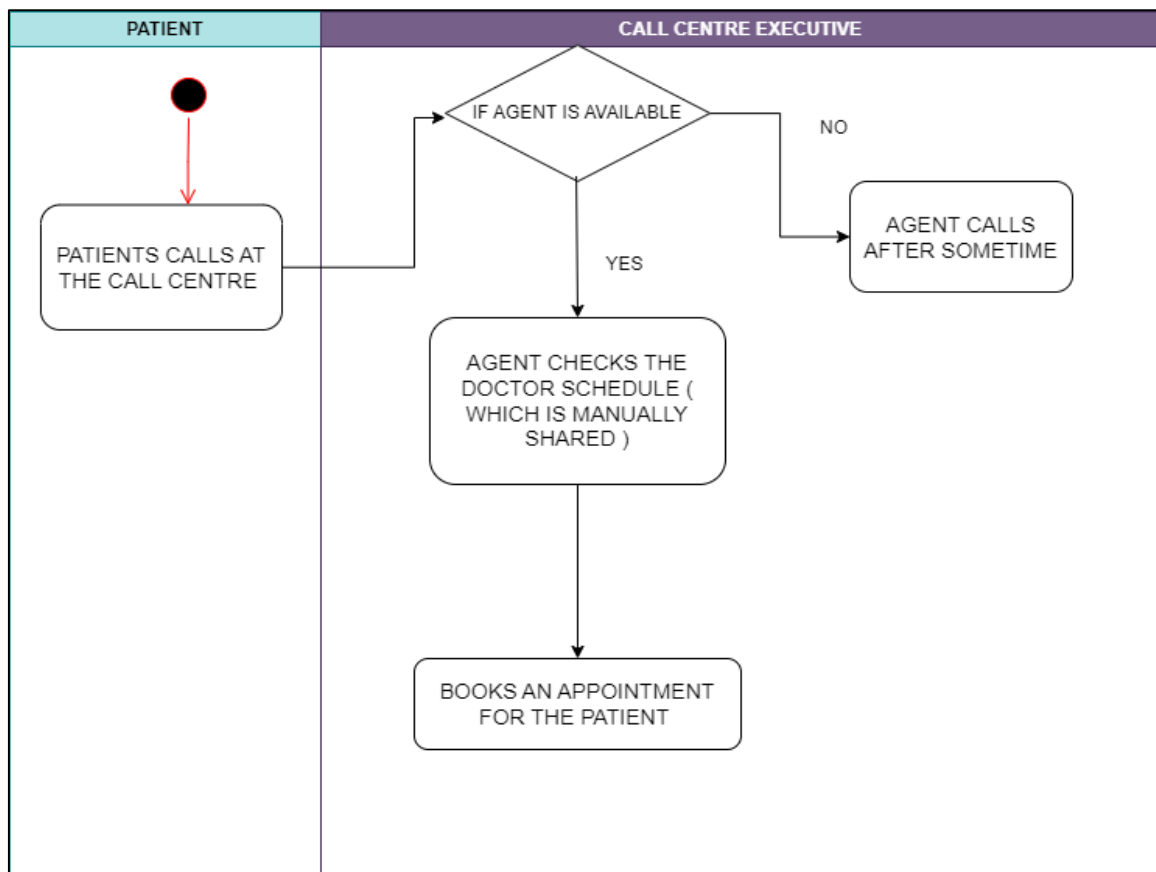 PATIENT
CALL CENTRE EXECUTIVE
IF AGENT IS AVAILABLE
NO
AGENT CALLS
AFTER SOMETIME
PATIENTS CALLS AT
THE CALL CENTRE
YES
AGENT CHECKS THE
DOCTOR SCHEDULE (
WHICH IS MANUALLY
SHARED )
BOOKS AN APPOINTMENT
FOR THE PATIENT